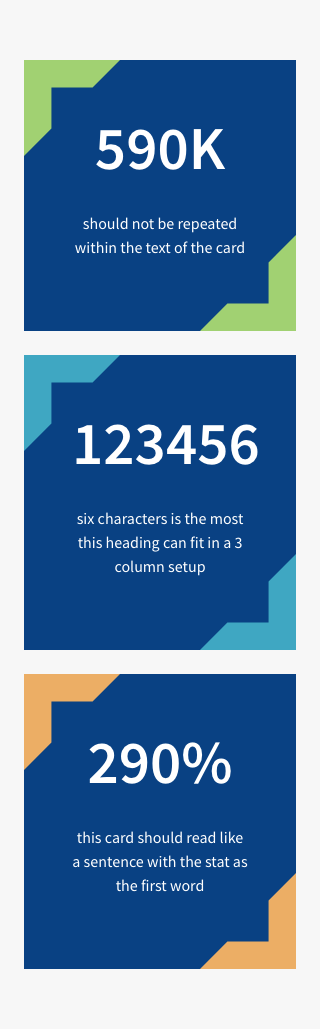 590K
should not be repeated
within the text of the card
123456
six characters is the most
this heading can fit in a 3
column setup
290%
this card should read like
a sentence with the stat as
the first word